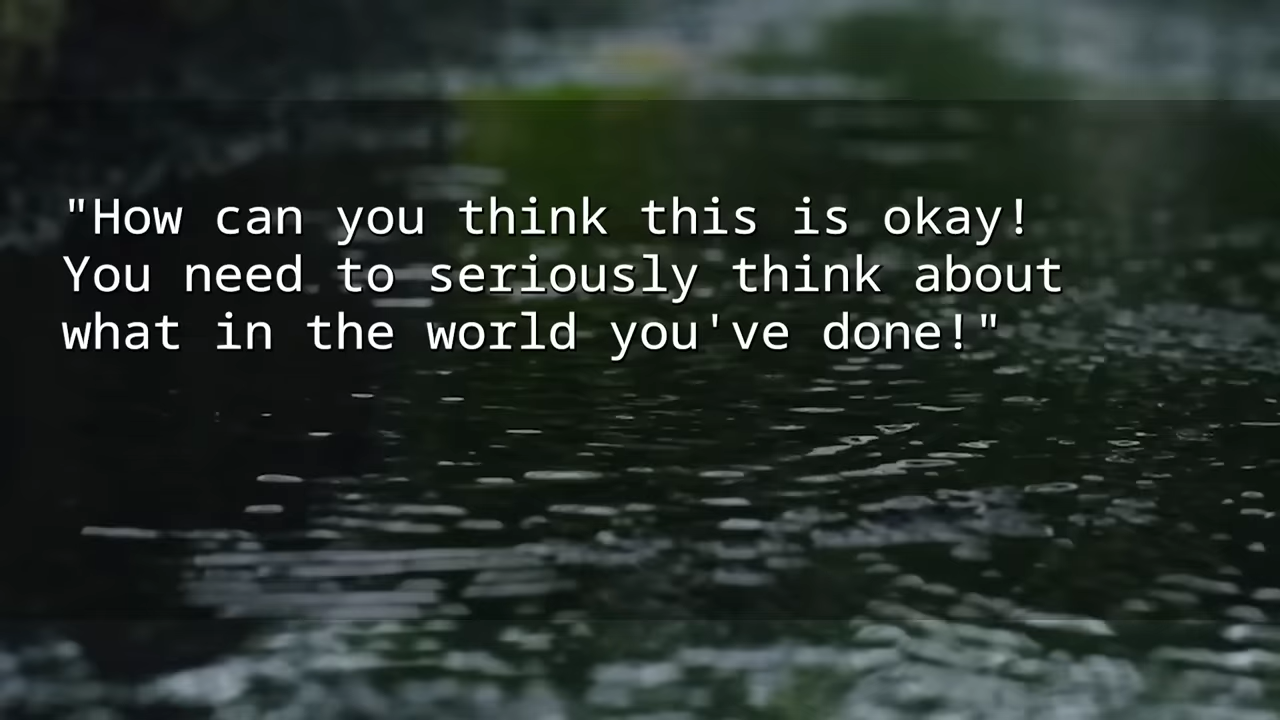 "How can you think this is okay!
You need to seriously think about
what in the world you've done!"